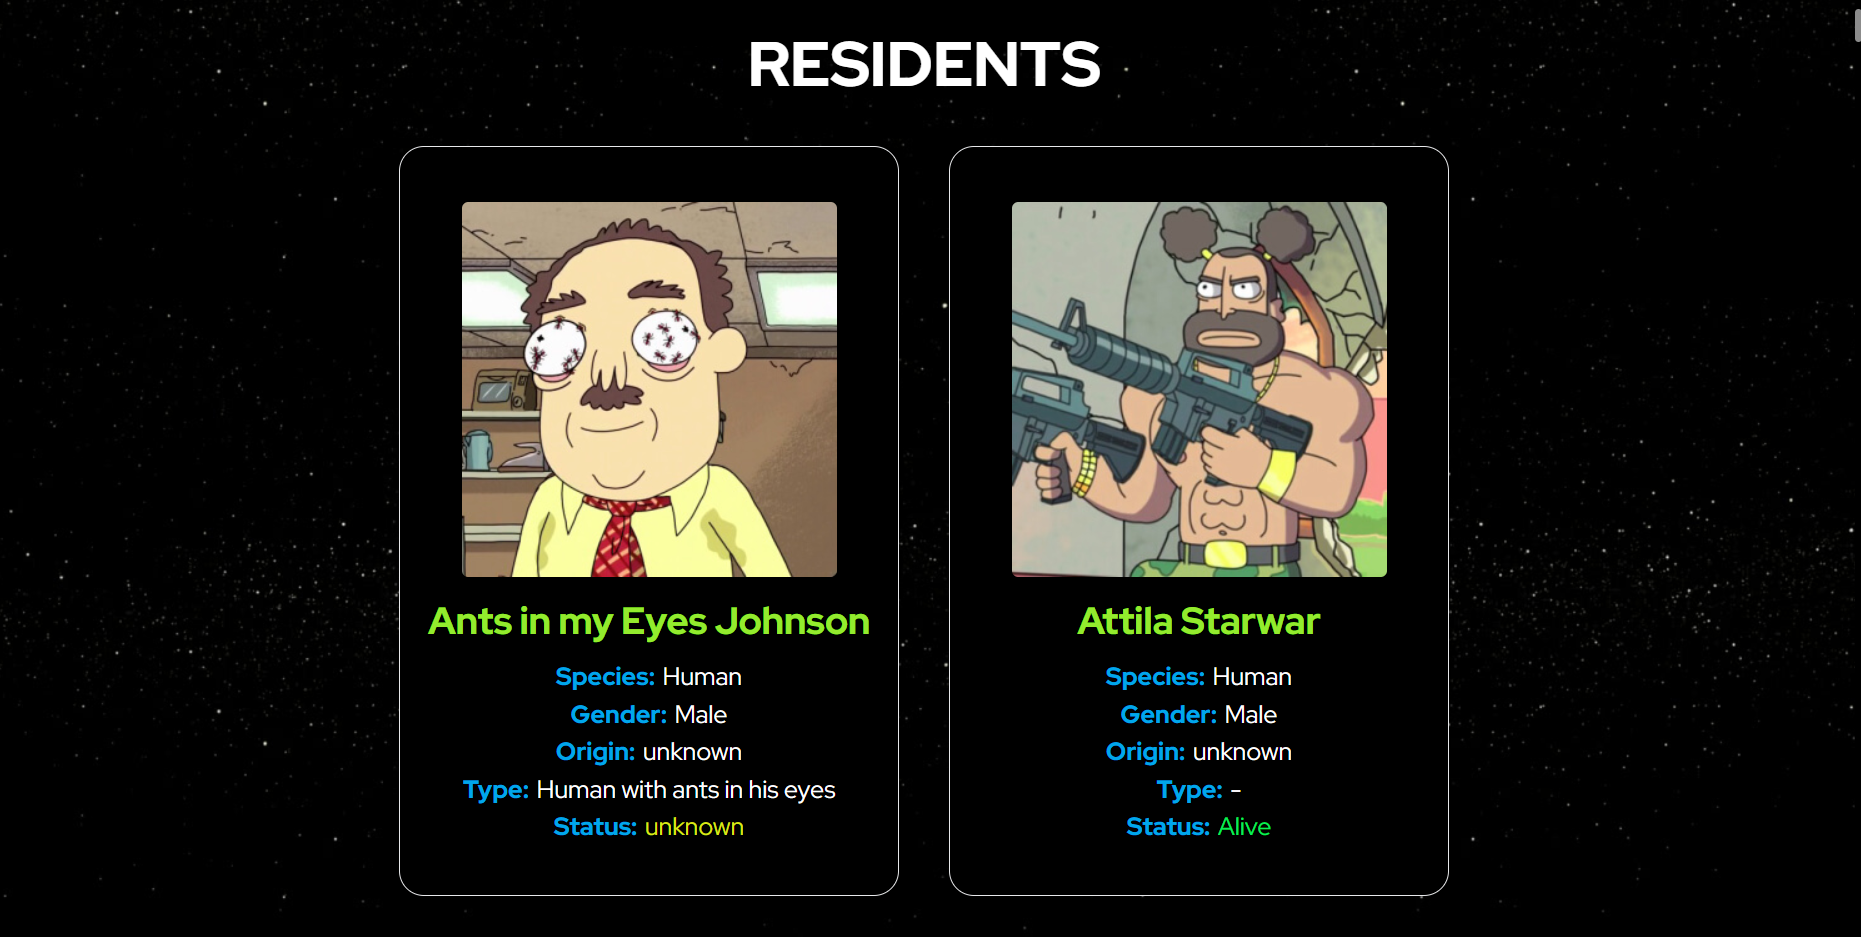 RESIDENTS
Ants in my Eyes Johnson
Species: Human
Gender: Male
Origin: unknown
Type: Human with ants in his eyes
Status: unknown
Attila Starwar
Species: Human
Gender: Male
Origin: unknown
Type: -
Status: Alive